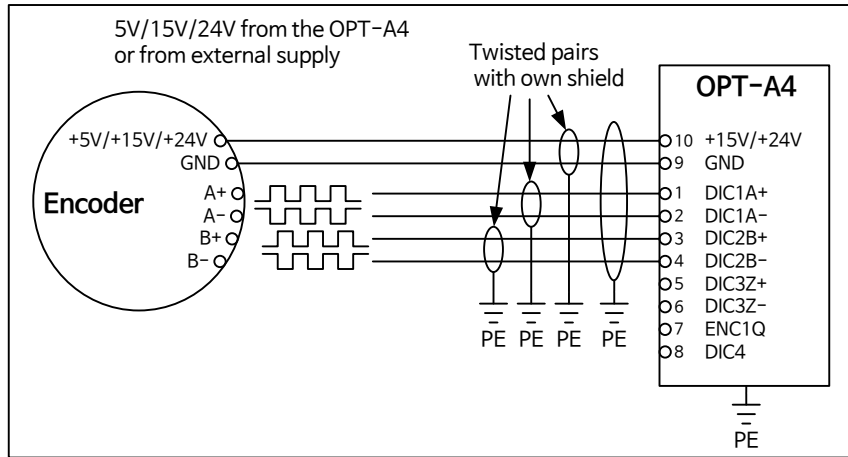 5V/15V/24V from the OPT-A4
or from external supply
Twisted pairs
with own shield
OPT-A4
+5V/+15V/+24V
GND
Encoder
A+
A-
B+
B-
10 +15V/+24V
9 GND
1 DIC1A+
2 DIC1A-
3 DIC2B+
4 DIC2B-
5 DIC3Z+
6 DIC3Z-
7 ENC1Q
8 DIC4
PE PE PE PE
PE